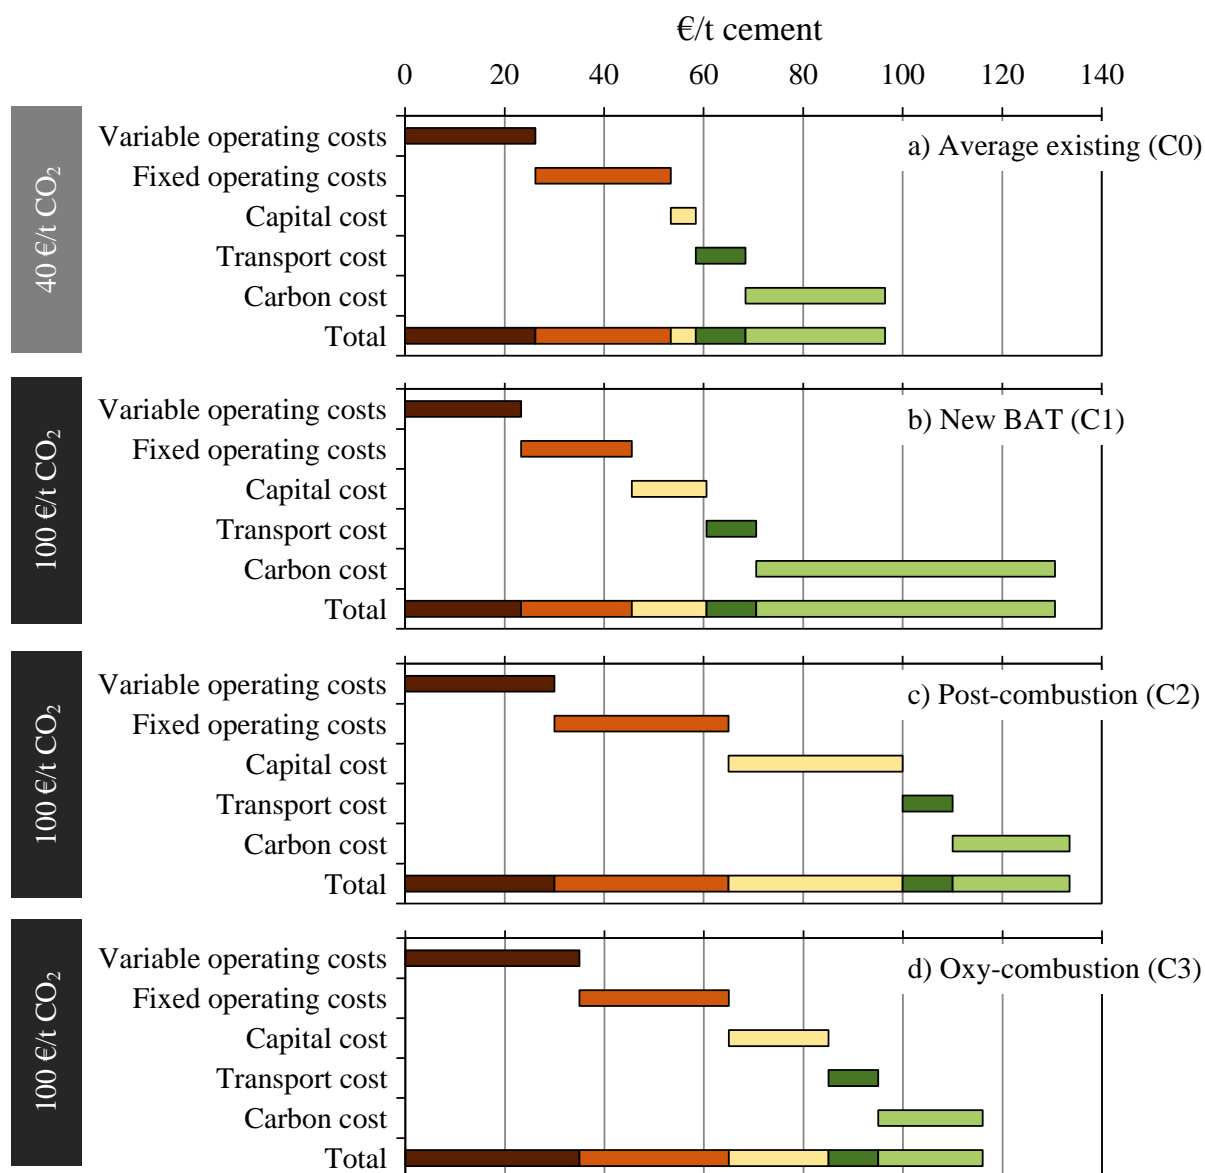 €/t cement
0 20 40 60 80 100 120 140
40 €/t CO₂
a) Average existing (C0)
Variable operating costs
Fixed operating costs
Capital cost
Transport cost
Carbon cost
Total
100 €/t CO₂
b) New BAT (C1)
Variable operating costs
Fixed operating costs
Capital cost
Transport cost
Carbon cost
Total
100 €/t CO₂
c) Post-combustion (C2)
Variable operating costs
Fixed operating costs
Capital cost
Transport cost
Carbon cost
Total
100 €/t CO₂
d) Oxy-combustion (C3)
Variable operating costs
Fixed operating costs
Capital cost
Transport cost
Carbon cost
Total